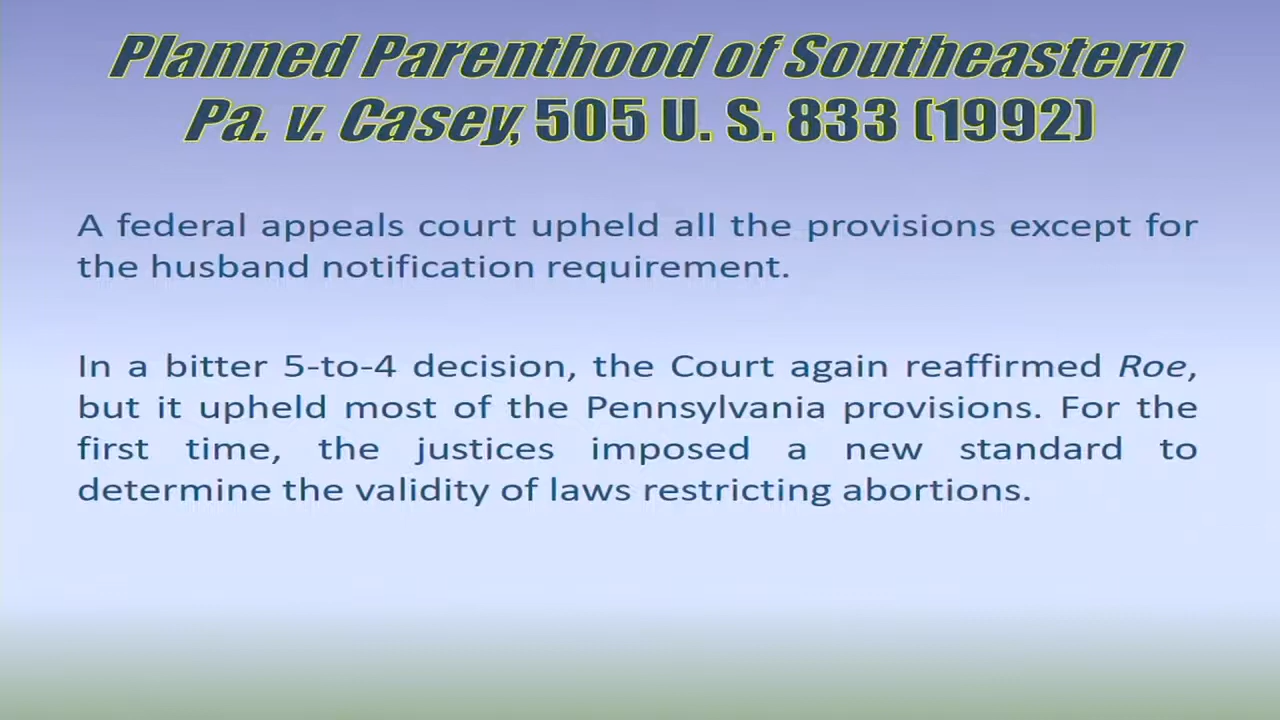 Planned Parenthood of Southeastern
Pa. v. Casey, 505 U. S. 833 (1992)
A federal appeals court upheld all the provisions except for
the husband notification requirement.
In a bitter 5-to-4 decision, the Court again reaffirmed Roe,
but it upheld most of the Pennsylvania provisions. For the
first time, the justices imposed a new standard to
determine the validity of laws restricting abortions.